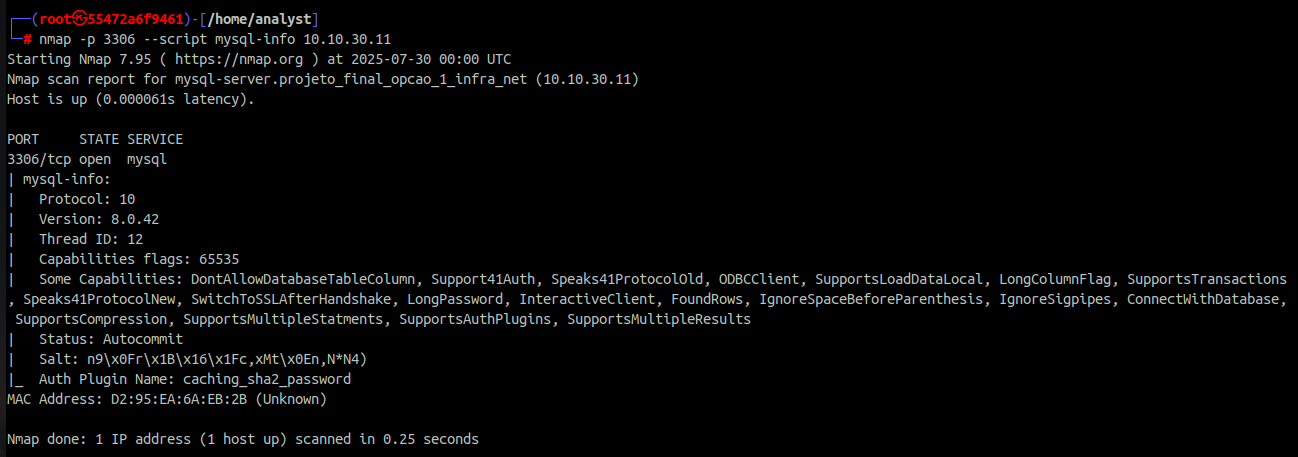 ┌──(root㉿55472a6f9461)-[/home/analyst]
└─# nmap -p 3306 --script mysql-info 10.10.30.11
Starting Nmap 7.95 ( https://nmap.org ) at 2025-07-30 00:00 UTC
Nmap scan report for mysql-server.projeto_final_opcao_1_infra_net (10.10.30.11)
Host is up (0.000061s latency).

PORT     STATE SERVICE
3306/tcp open  mysql
| mysql-info:
|   Protocol: 10
|   Version: 8.0.42
|   Thread ID: 12
|   Capabilities flags: 65535
|   Some Capabilities: DontAllowDatabaseTableColumn, Support41Auth, Speaks41ProtocolOld, ODBCClient, SupportsLoadDataLocal, LongColumnFlag, SupportsTransactions
, Speaks41ProtocolNew, SwitchToSSLAfterHandshake, LongPassword, InteractiveClient, FoundRows, IgnoreSpaceBeforeParenthesis, IgnoreSigpipes, ConnectWithDatabase,
 SupportsCompression, SupportsMultipleStatments, SupportsAuthPlugins, SupportsMultipleResults
|   Status: Autocommit
|   Salt: n9\x0Fr\x1B\x16\x1Fc,xMt\x0En,N*N4)
|_  Auth Plugin Name: caching_sha2_password
MAC Address: D2:95:EA:6A:EB:2B (Unknown)

Nmap done: 1 IP address (1 host up) scanned in 0.25 seconds